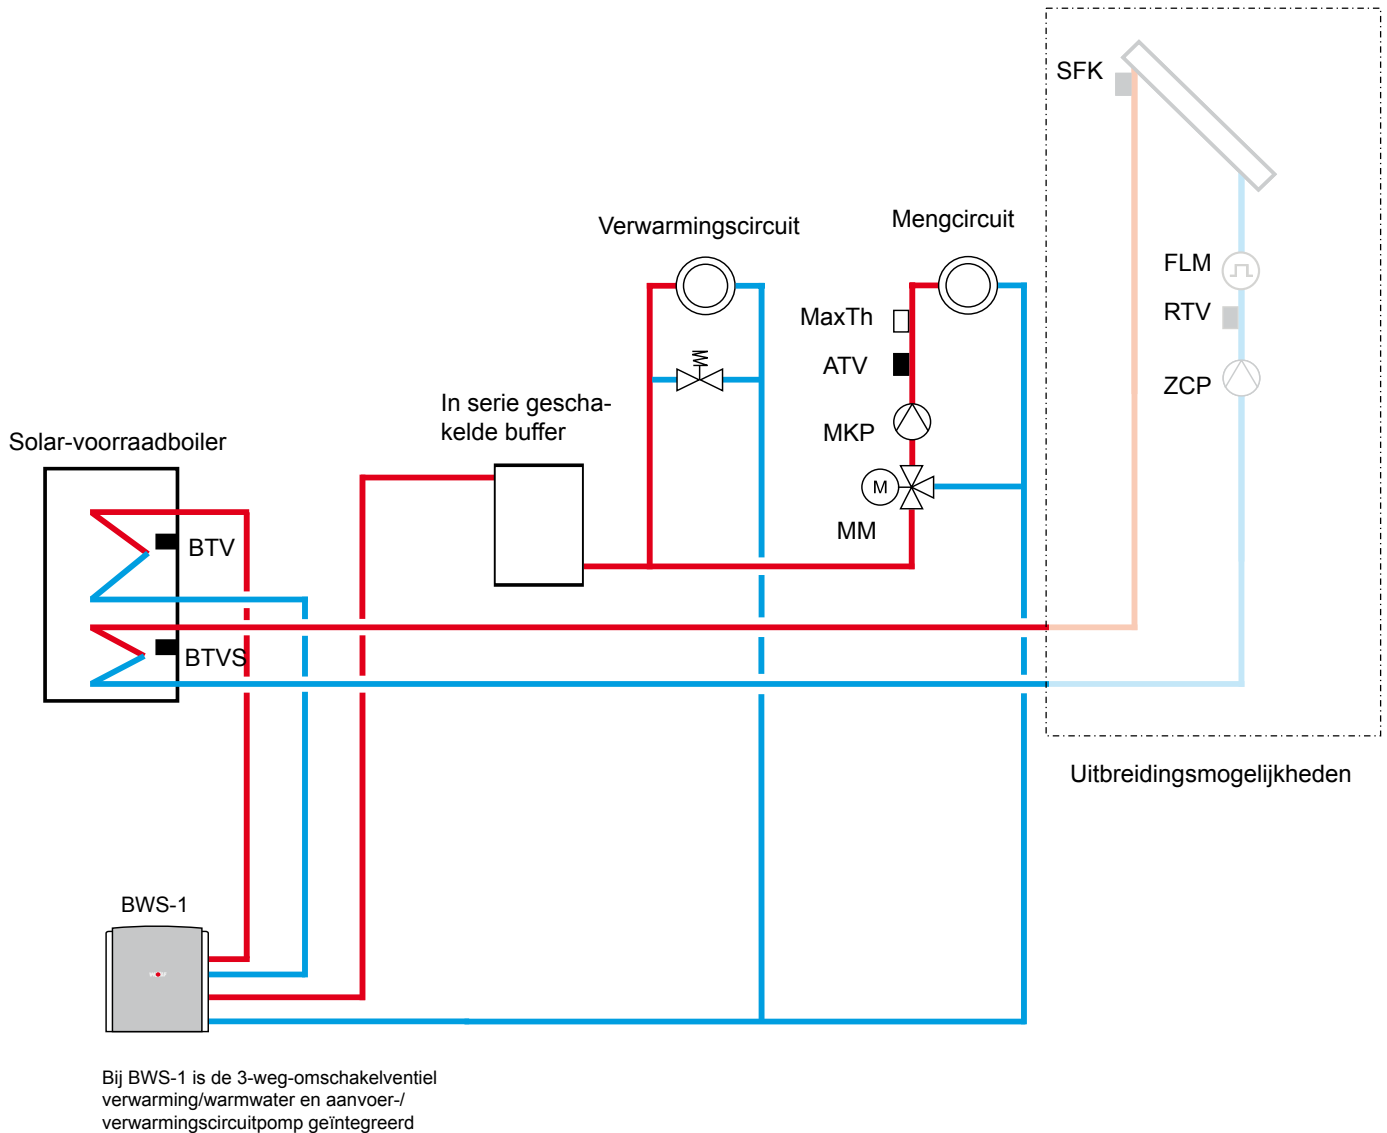 SFK
Verwarmingscircuit
Mengcircuit
FLM
RTV
ZCP
MaxTh
ATV
MKP
M
MM
In serie gescha-
kelde buffer
Solar-voorraadboiler
BTV
BTVS
Uitbreidingsmogelijkheden
BWS-1
Bij BWS-1 is de 3-weg-omschakelventiel
verwarming/warmwater en aanvoer-/
verwarmingscircuitpomp geïntegreerd